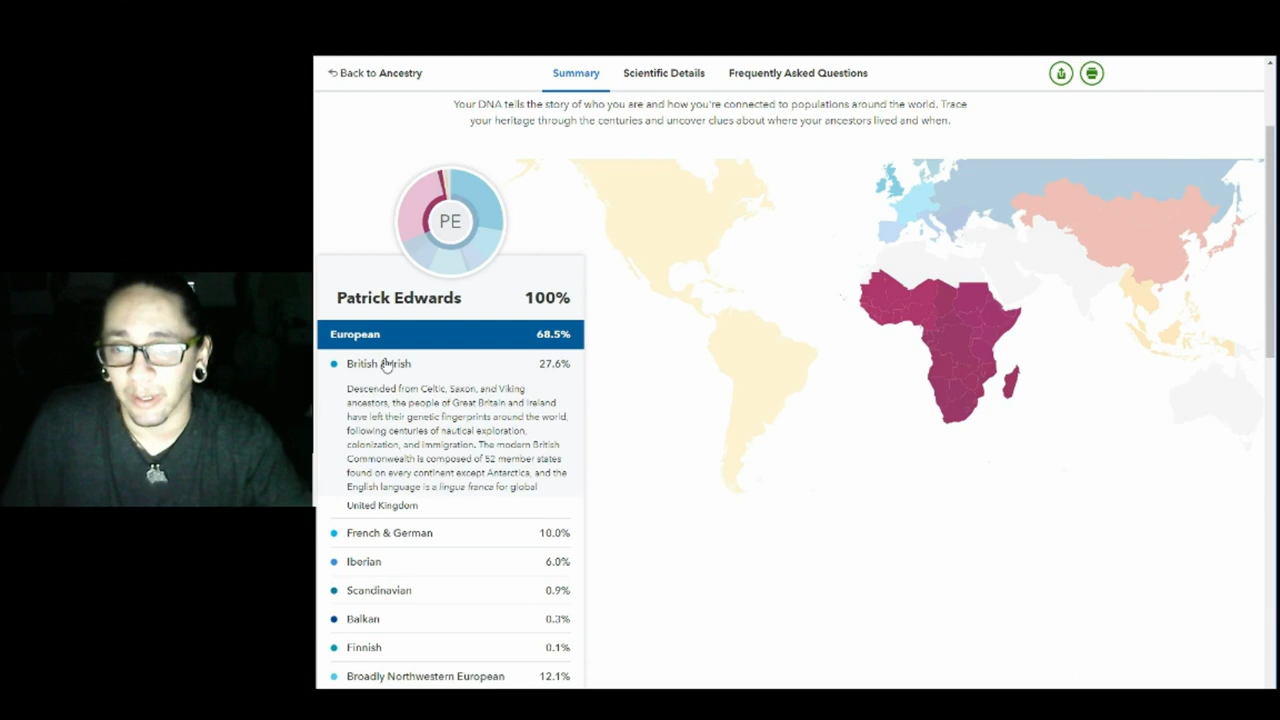 Back to Ancestry
Summary
Scientific Details
Frequently Asked Questions
Your DNA tells the story of who you are and how you're connected to populations around the world. Trace
your heritage through the centuries and uncover clues about where your ancestors lived and when.
PE
Patrick Edwards 100%
European 68.5%
British & Irish 27.6%
Descended from Celtic, Saxon, and Viking
ancestors, the people of Great Britain and Ireland
have left their genetic fingerprints around the world,
following centuries of nautical exploration,
colonization, and immigration. The modern British
Commonwealth is composed of 52 member states
found on every continent except Antarctica, and the
English language is a lingua franca for global
United Kingdom
French & German 10.0%
Iberian 6.0%
Scandinavian 0.9%
Balkan 0.3%
Finnish 0.1%
Broadly Northwestern European 12.1%